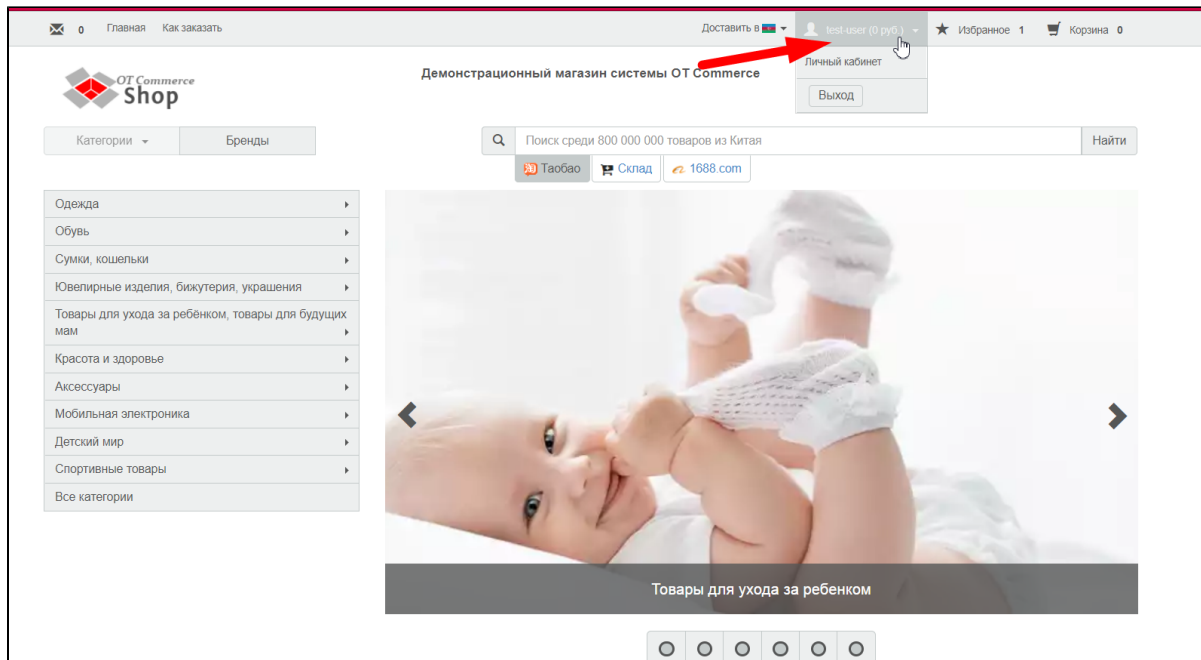 0 Главная Как заказать Доставить в test-user (0 руб.) Избранное 1 Корзина 0
Личный кабинет
Выход
OT Commerce
Shop
Демонстрационный магазин системы OT Commerce
Категории Бренды Поиск среди 800 000 000 товаров из Китая Найти
Таобао Склад 1688.com
Одежда
Обувь
Сумки, кошельки
Ювелирные изделия, бижутерия, украшения
Товары для ухода за ребёнком, товары для будущих
мам
Красота и здоровье
Аксессуары
Мобильная электроника
Детский мир
Спортивные товары
Все категории
Товары для ухода за ребенком